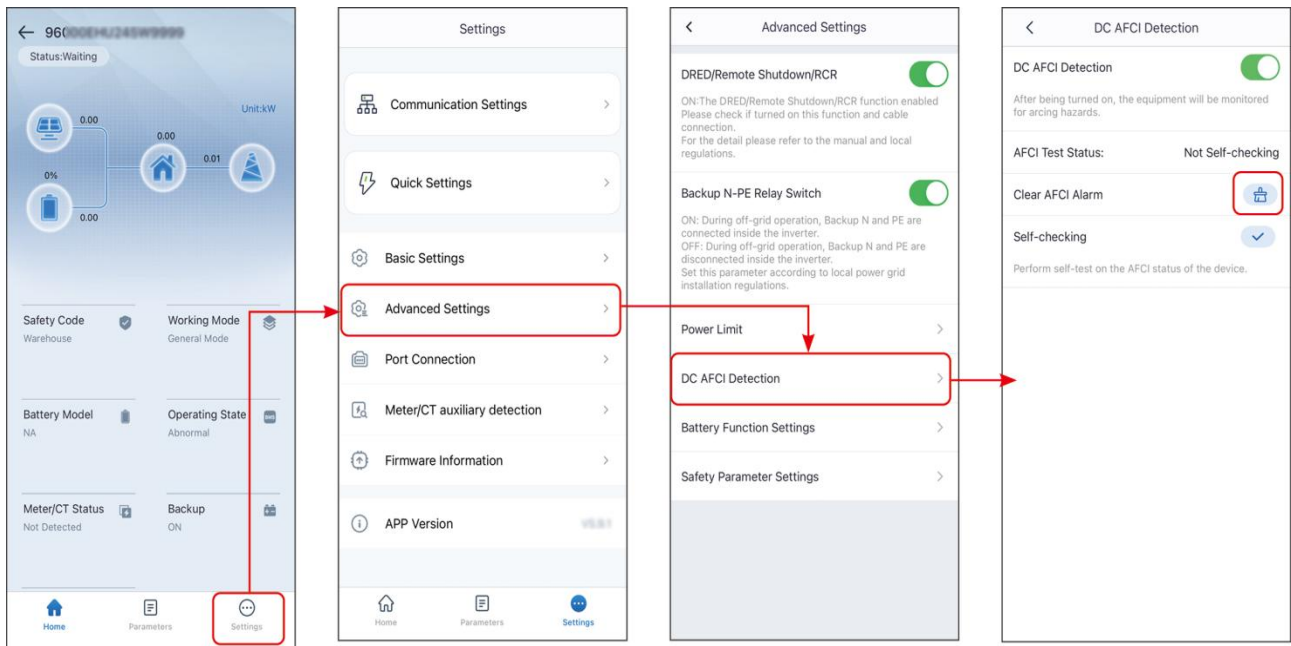 Status:Waiting
Unit:kW
0.00
0.00
0.01
0%
0.00
Safety Code
Warehouse
Working Mode
General Mode
Battery Model
NA
Operating State
Abnormal
Meter/CT Status
Not Detected
Backup
ON
Home
Parameters
Settings
Settings
Communication Settings
Quick Settings
Basic Settings
Advanced Settings
Port Connection
Meter/CT auxiliary detection
Firmware Information
APP Version
Home
Parameters
Settings
Advanced Settings
DRED/Remote Shutdown/RCR
ON:The DRED/Remote Shutdown/RCR function enabled
Please check if turned on this function and cable
connection.
For the detail please refer to the manual and local
regulations.
Backup N-PE Relay Switch
ON: During off-grid operation, Backup N and PE are
connected inside the inverter.
OFF: During off-grid operation, Backup N and PE are
disconnected inside the inverter.
Set this parameter according to local power grid
installation regulations.
Power Limit
DC AFCI Detection
Battery Function Settings
Safety Parameter Settings
DC AFCI Detection
DC AFCI Detection
After being turned on, the equipment will be monitored
for arcing hazards.
AFCI Test Status: Not Self-checking
Clear AFCI Alarm
Self-checking
Perform self-test on the AFCI status of the device.